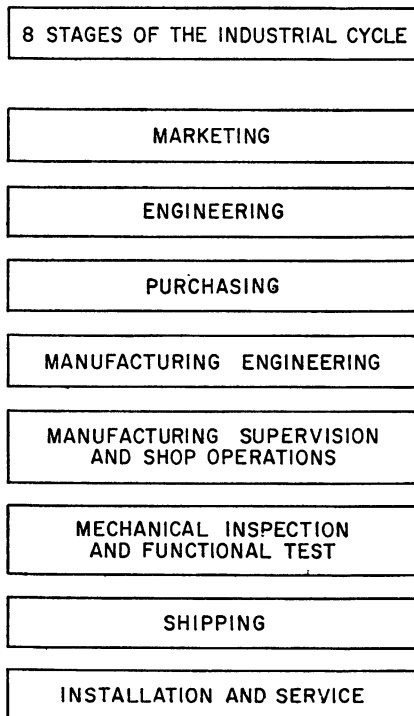 8 STAGES OF THE INDUSTRIAL CYCLE
MARKETING
ENGINEERING
PURCHASING
MANUFACTURING ENGINEERING
MANUFACTURING SUPERVISION
AND SHOP OPERATIONS
MECHANICAL INSPECTION
AND FUNCTIONAL TEST
SHIPPING
INSTALLATION AND SERVICE